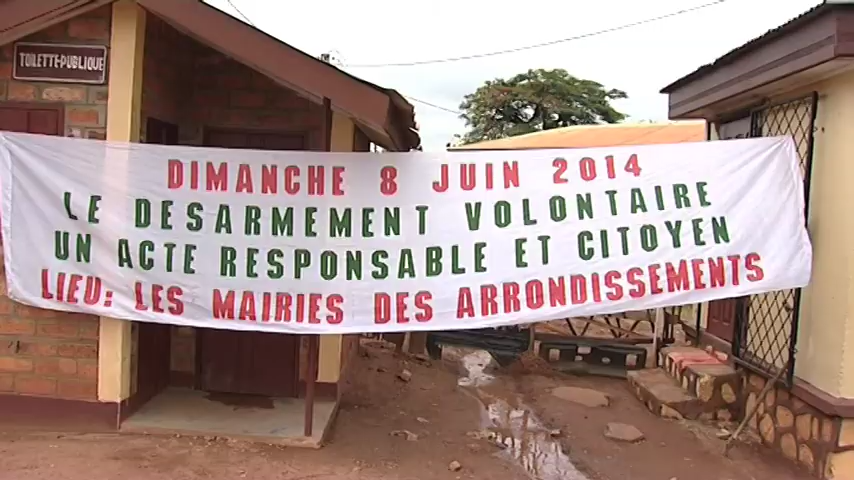 TOILETTE-PUBLIQUE
DIMANCHE 8 JUIN 2014
LE DESARMEMENT VOLONTAIRE
UN ACTE RESPONSABLE ET CITOYEN
LIEU: LES MAIRIES DES ARRONDISSEMENTS